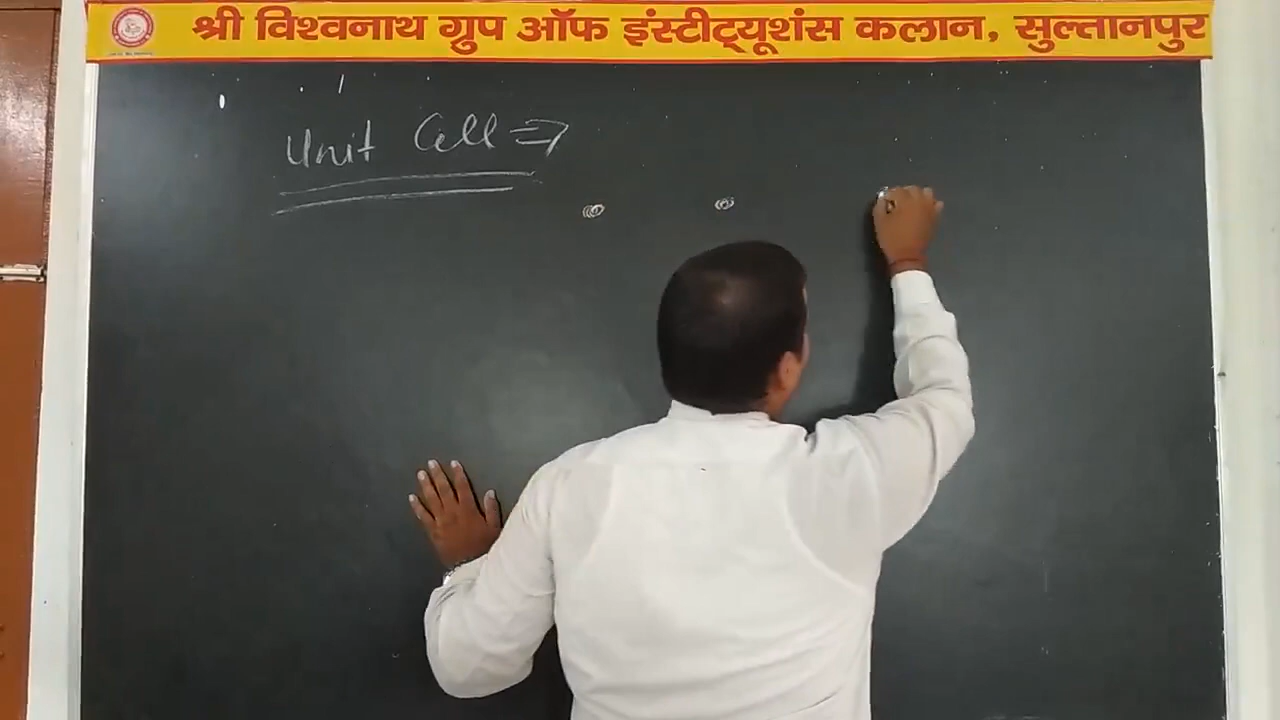 श्री विश्वनाथ ग्रुप ऑफ इंस्टीट्यूशंस कलान, सुल्तानपुर
Unit Cell ⇒